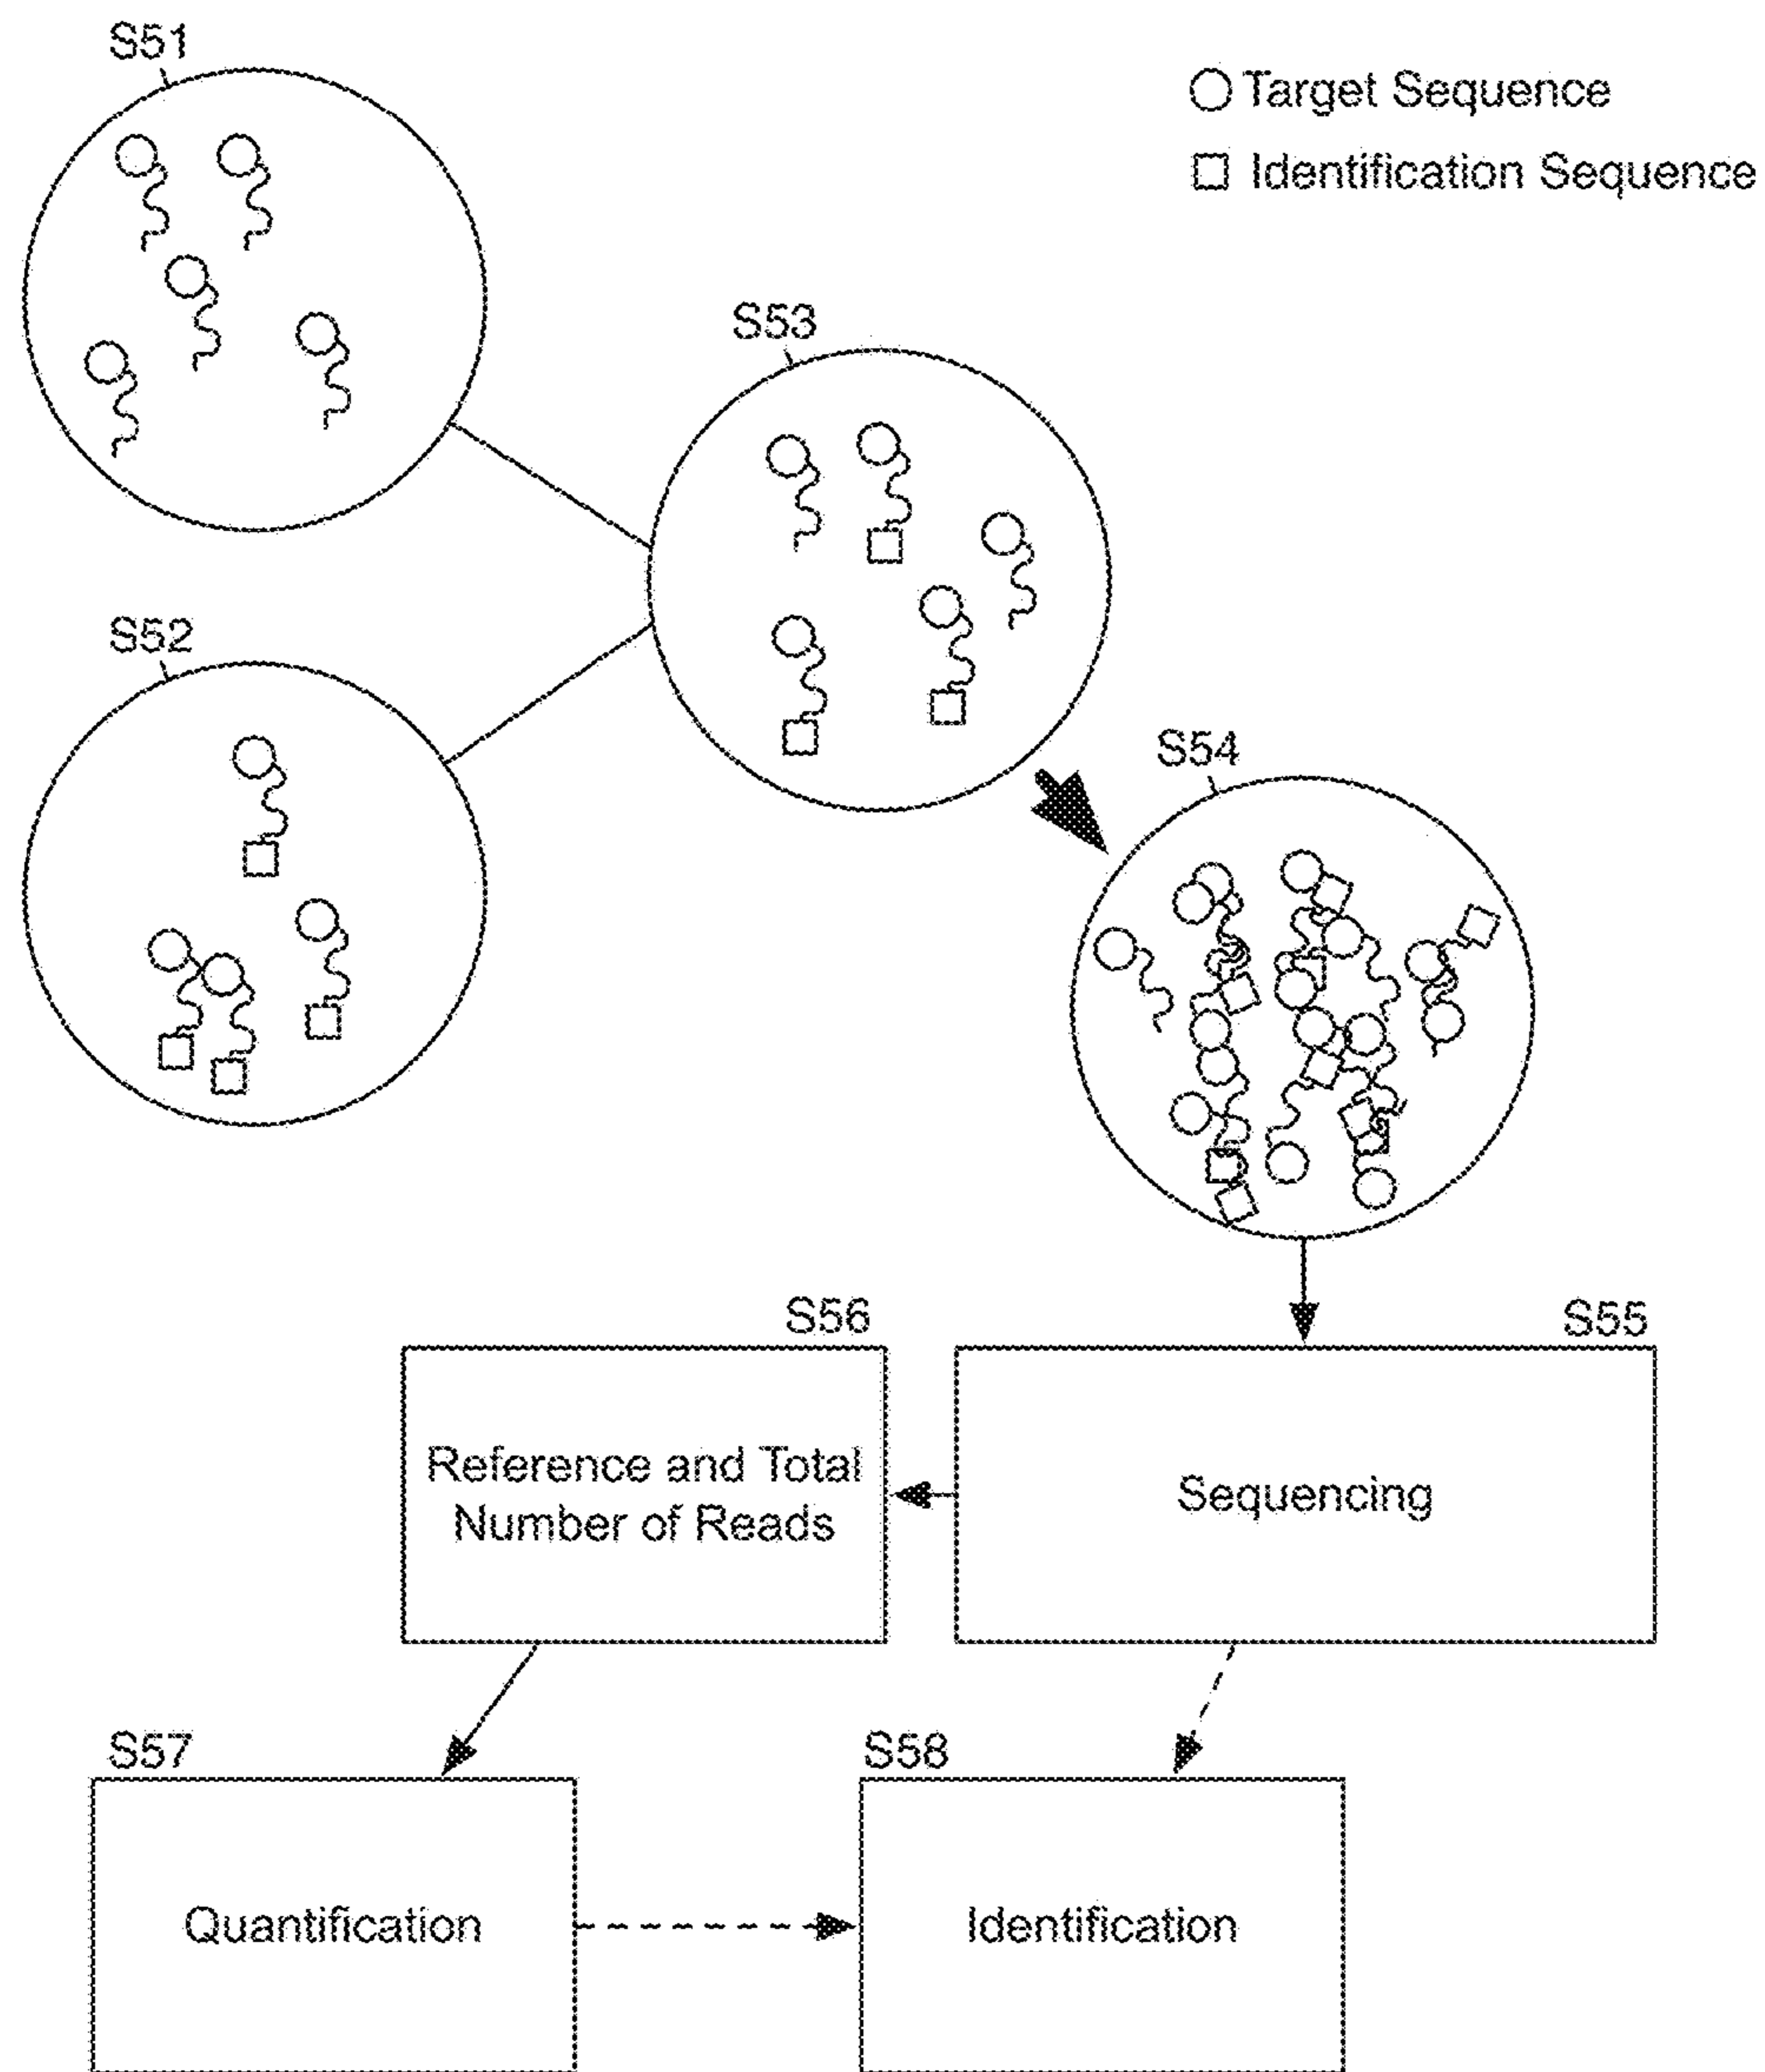 S51
Target Sequence
Identification Sequence
S53
S52
S54
S56
S55
Reference and Total
Number of Reads
Sequencing
S57
S58
Quantification
Identification